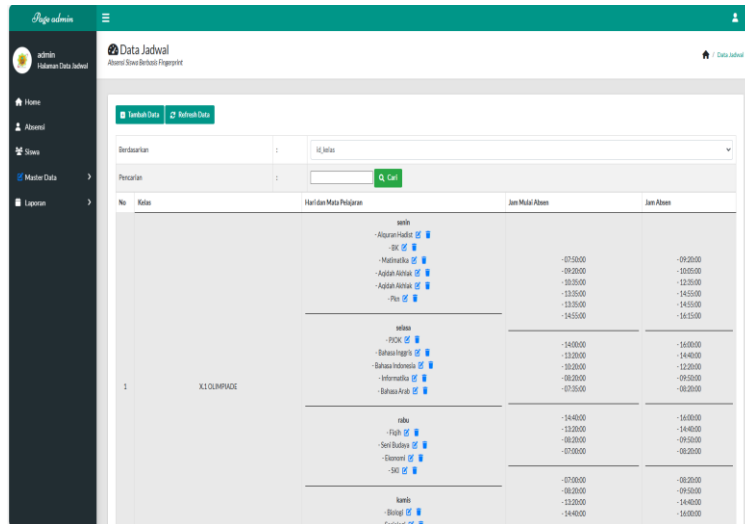 Page admin
admin
Halaman Data Jadwal
Home
Absensi
Siswa
Master Data
Laporan
Data Jadwal
Absensi Siswa Berbasis Fingerprint
/ Data Jadwal
Tambah Data
Refresh Data
Berdasarkan : id_kelas
Pencarian : Cari
No Kelas Hari dan Mata Pelajaran Jam Mulai Absen Jam Absen
1 X.1 OLIMPIADE
senin
- Alquran Hadist
- BK
- Matimatika
- Aqidah Akhlak
- Aqidah Akhlak
- Pkn
selasa
- PJOK
- Bahasa Inggris
- Bahasa Indonesia
- Informatika
- Bahasa Arab
rabu
- Fiqih
- Seni Budaya
- Ekonomi
- SKI
kamis
- Biologi
- 07:50:00
- 09:20:00
- 10:35:00
- 13:35:00
- 13:35:00
- 14:55:00
- 14:00:00
- 13:20:00
- 10:20:00
- 08:20:00
- 07:35:00
- 14:40:00
- 13:20:00
- 08:20:00
- 07:00:00
- 07:00:00
- 08:20:00
- 13:20:00
- 14:40:00
- 09:20:00
- 10:05:00
- 12:35:00
- 14:55:00
- 14:55:00
- 16:15:00
- 16:00:00
- 14:40:00
- 12:20:00
- 09:50:00
- 08:20:00
- 16:00:00
- 14:40:00
- 09:50:00
- 08:20:00
- 08:20:00
- 09:50:00
- 14:40:00
- 16:00:00